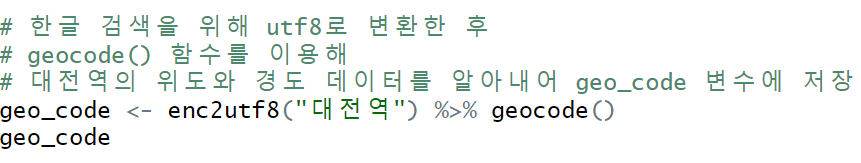 # 한글 검색을 위해 utf8로 변환한 후
# geocode() 함수를 이용해
# 대전역의 위도와 경도 데이터를 알아내어 geo_code 변수에 저장
geo_code <- enc2utf8("대전역") %>% geocode()
geo_code